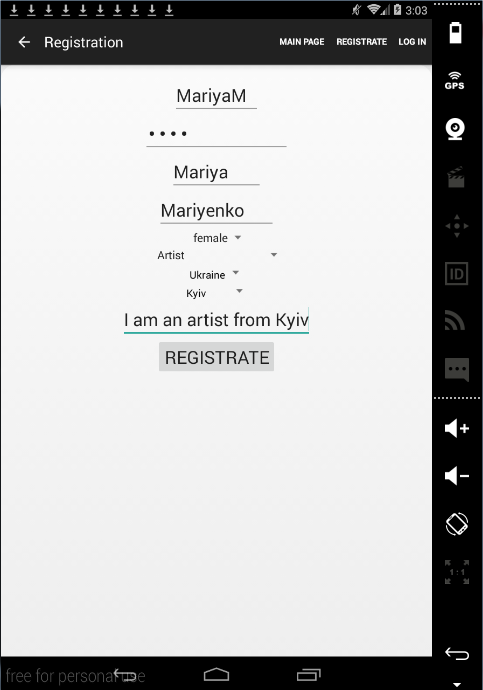 3:03
Registration MAIN PAGE REGISTRATE LOG IN
GPS
MariyaM
••••
Mariya
Mariyenko
female
Artist
Ukraine
Kyiv
I am an artist from Kyiv
REGISTRATE
ID
1:1
free for personal use